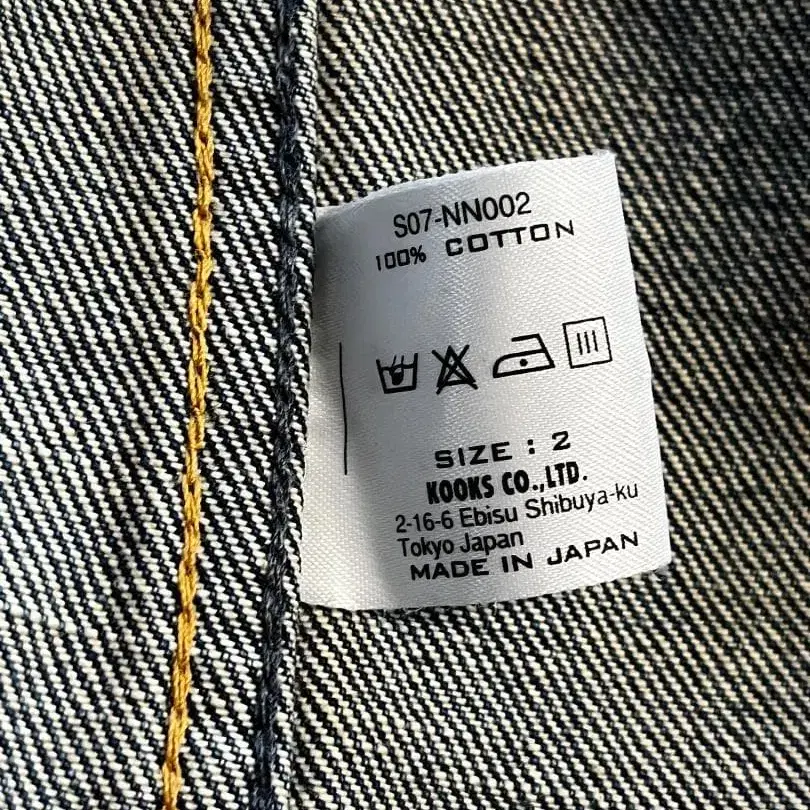 S07-NN002
100% COTTON
SIZE : 2
KOOKS CO.,LTD.
2-16-6 Ebisu Shibuya-ku
Tokyo Japan
MADE IN JAPAN